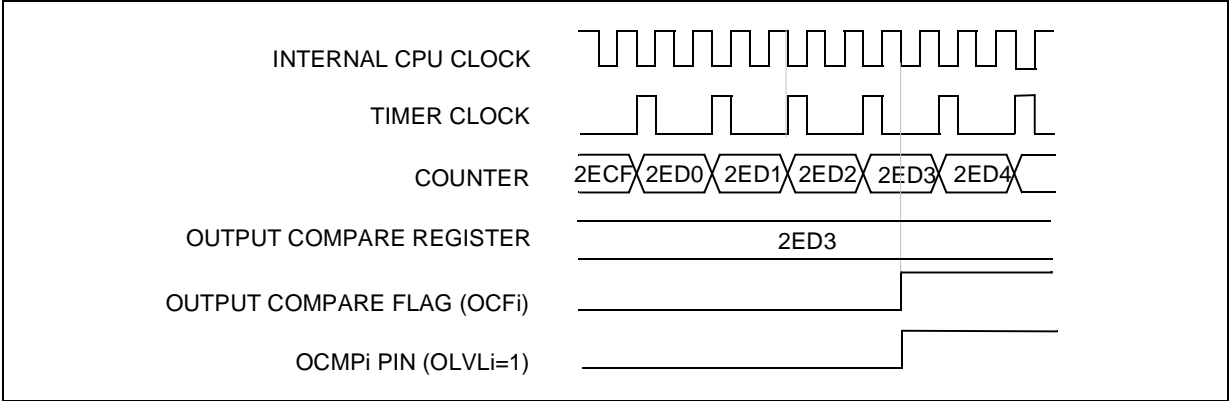 INTERNAL CPU CLOCK
TIMER CLOCK
COUNTER 2ECF 2ED0 2ED1 2ED2 2ED3 2ED4
OUTPUT COMPARE REGISTER 2ED3
OUTPUT COMPARE FLAG (OCFi)
OCMPi PIN (OLVLi=1)